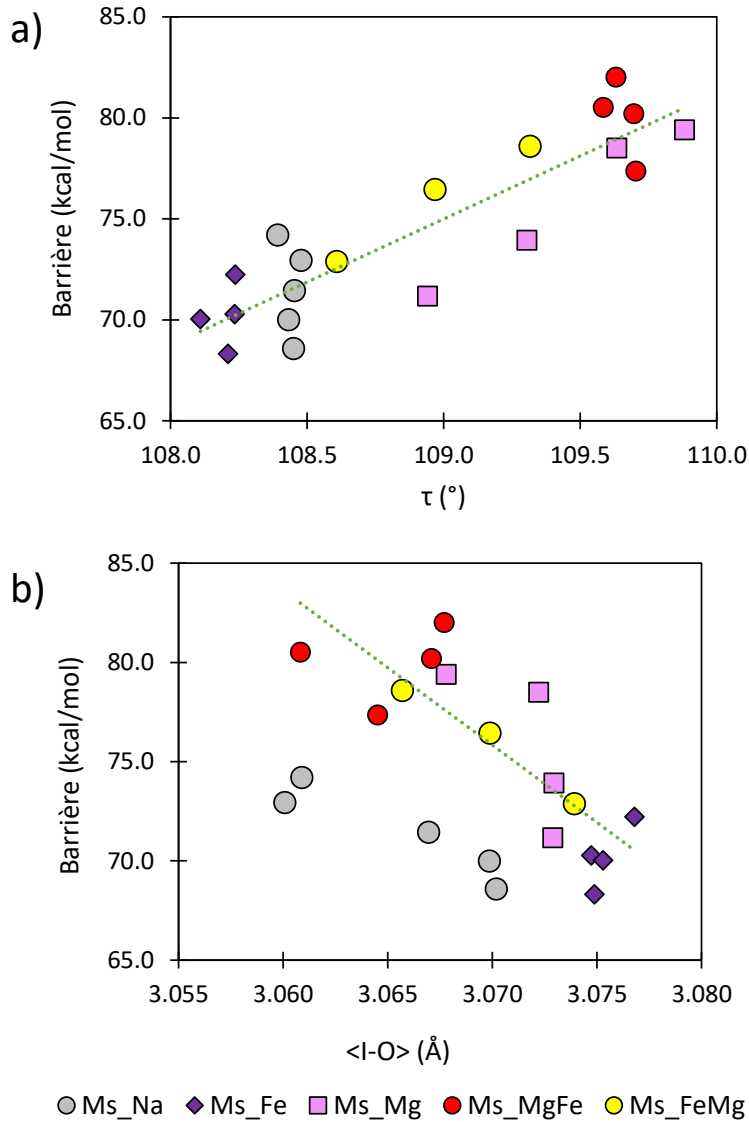 a)
85.0
80.0
75.0
70.0
65.0
Barrière (kcal/mol)
108.0 108.5 109.0 109.5 110.0
τ (°)
b)
85.0
80.0
75.0
70.0
65.0
Barrière (kcal/mol)
3.055 3.060 3.065 3.070 3.075 3.080
<I-O> (Å)
Ms_Na Ms_Fe Ms_Mg Ms_MgFe Ms_FeMg